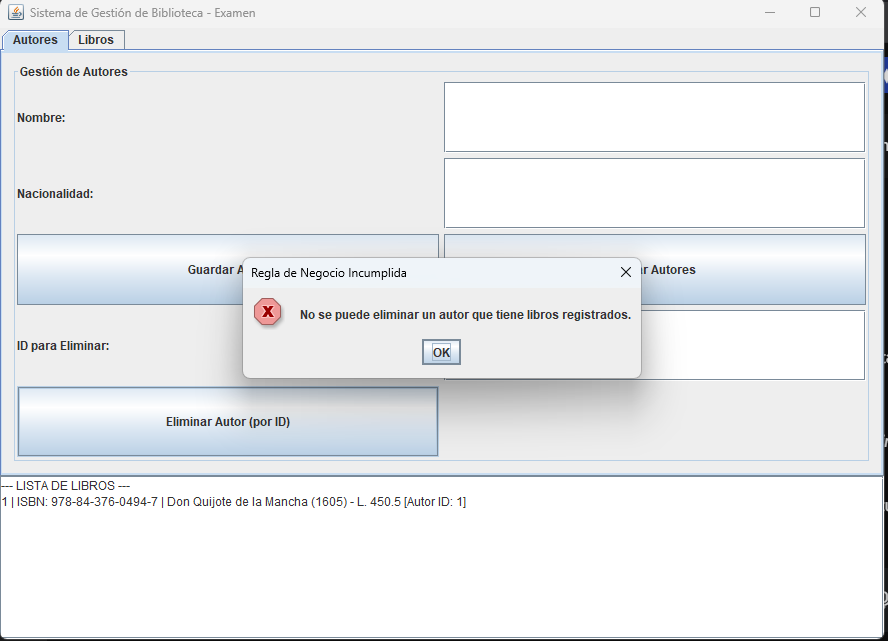 Sistema de Gestión de Biblioteca - Examen
Autores
Libros
Gestión de Autores
Nombre:
Nacionalidad:
Guardar
Autores
Regla de Negocio Incumplida
No se puede eliminar un autor que tiene libros registrados.
OK
ID para Eliminar:
Eliminar Autor (por ID)
--- LISTA DE LIBROS ---
1 | ISBN: 978-84-376-0494-7 | Don Quijote de la Mancha (1605) - L. 450.5 [Autor ID: 1]